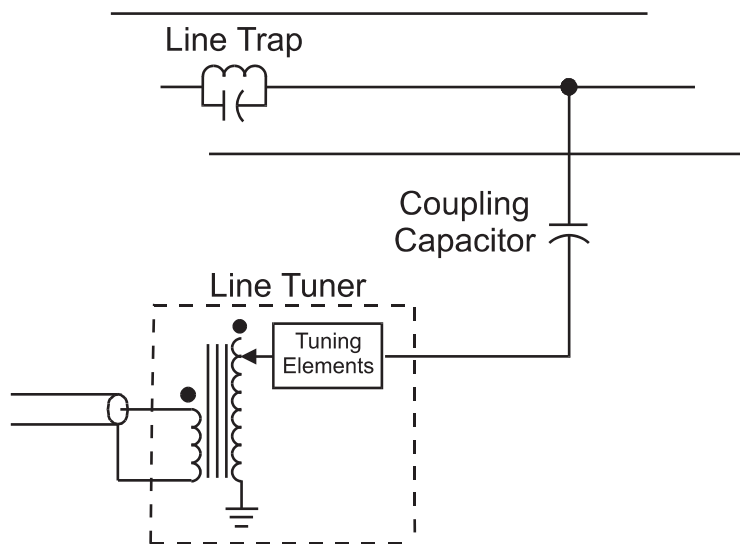 Line Trap
Coupling
Capacitor
Line Tuner
Tuning
Elements